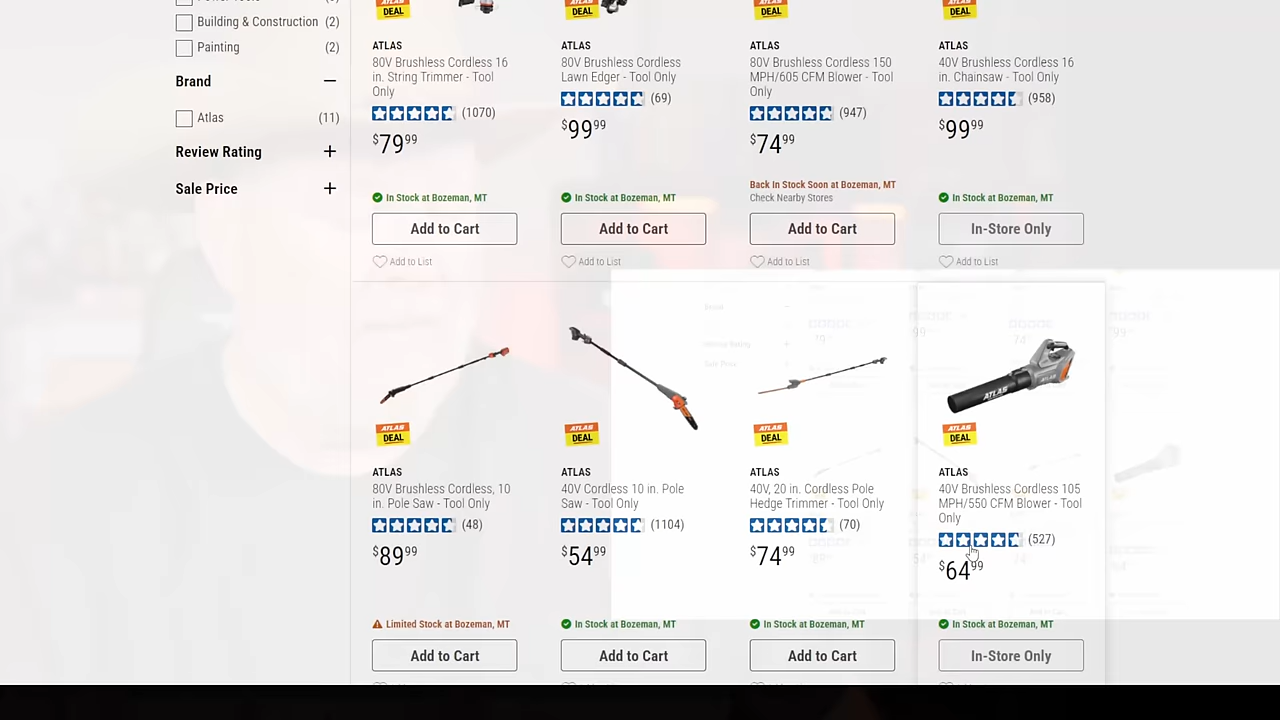 Building & Construction (2)
Painting (2)
Brand
Atlas (11)
Review Rating
Sale Price
DEAL
ATLAS
80V Brushless Cordless 16
in. String Trimmer - Tool
Only
(1070)
$79 99
In Stock at Bozeman, MT
Add to Cart
Add to List
DEAL
ATLAS
80V Brushless Cordless
Lawn Edger - Tool Only
(69)
$99 99
In Stock at Bozeman, MT
Add to Cart
Add to List
DEAL
ATLAS
80V Brushless Cordless 150
MPH/605 CFM Blower - Tool
Only
(947)
$74 99
Back In Stock Soon at Bozeman, MT
Check Nearby Stores
Add to Cart
Add to List
DEAL
ATLAS
40V Brushless Cordless 16
in. Chainsaw - Tool Only
(958)
$99 99
In Stock at Bozeman, MT
In-Store Only
Add to List
ATLAS
DEAL
ATLAS
80V Brushless Cordless, 10
in. Pole Saw - Tool Only
(48)
$89 99
Limited Stock at Bozeman, MT
Add to Cart
ATLAS
DEAL
ATLAS
40V Cordless 10 in. Pole
Saw - Tool Only
(1104)
$54 99
In Stock at Bozeman, MT
Add to Cart
ATLAS
DEAL
ATLAS
40V, 20 in. Cordless Pole
Hedge Trimmer - Tool Only
(70)
$74 99
In Stock at Bozeman, MT
Add to Cart
ATLAS
ATLAS
DEAL
ATLAS
40V Brushless Cordless 105
MPH/550 CFM Blower - Tool
Only
(527)
$64 99
In Stock at Bozeman, MT
In-Store Only